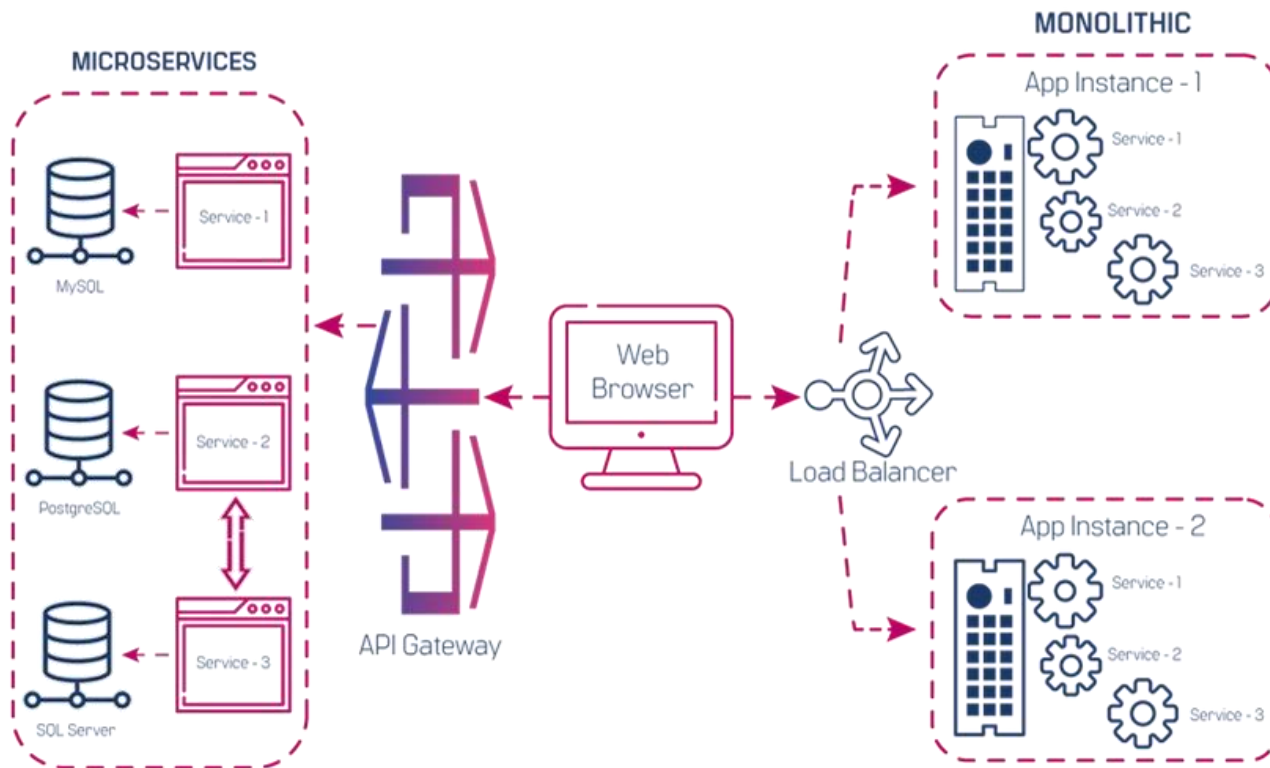 MICROSERVICES
Service - 1
MySQL
Service - 2
PostgreSQL
Service - 3
SQL Server
API Gateway
Web
Browser
Load Balancer
MONOLITHIC
App Instance - 1
Service - 1
Service - 2
Service - 3
App Instance - 2
Service - 1
Service - 2
Service - 3